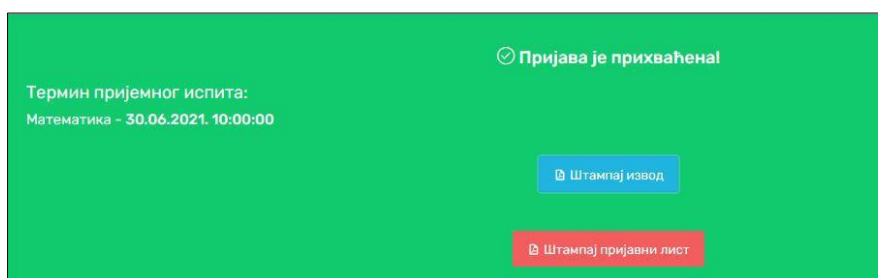 Пријава је прихваћена!
Термин пријемног испита:
Математика - 30.06.2021. 10:00:00
Штампај извод
Штампај пријавни лист